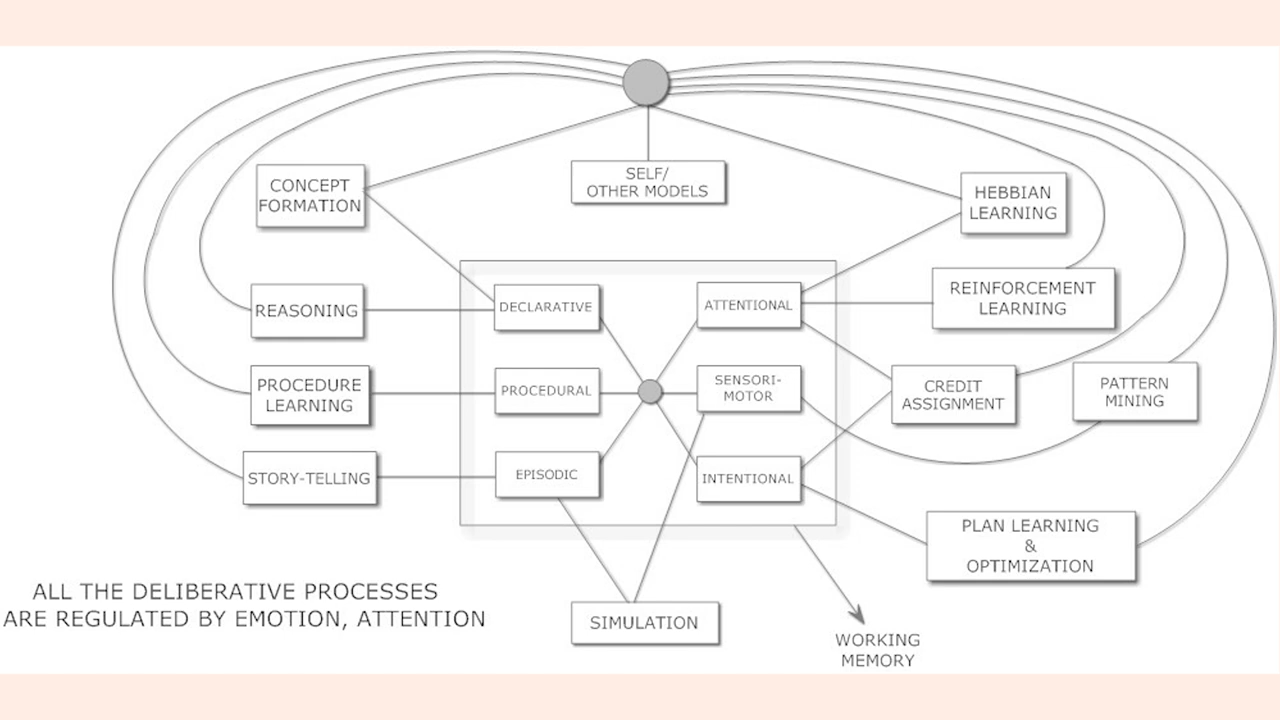 SELF/
OTHER MODELS
CONCEPT
FORMATION
HEBBIAN
LEARNING
REASONING
DECLARATIVE
ATTENTIONAL
REINFORCEMENT
LEARNING
PROCEDURE
LEARNING
PROCEDURAL
SENSORI-
MOTOR
CREDIT
ASSIGNMENT
PATTERN
MINING
STORY-TELLING
EPISODIC
INTENTIONAL
PLAN LEARNING
&
OPTIMIZATION
ALL THE DELIBERATIVE PROCESSES
ARE REGULATED BY EMOTION, ATTENTION
SIMULATION
WORKING
MEMORY